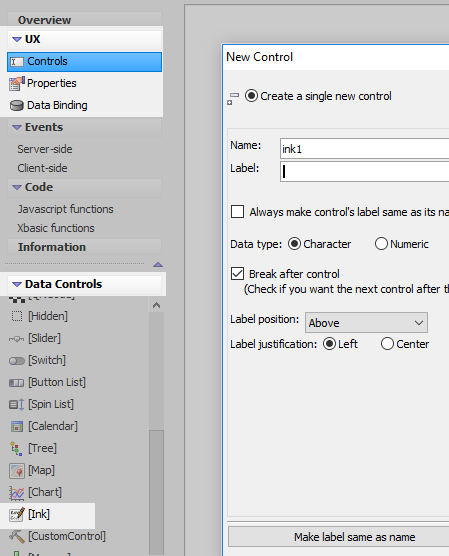 Overview
UX
Controls
Properties
Data Binding
Events
Server-side
Client-side
Code
Javascript functions
Xbasic functions
Information
Data Controls
[Hidden]
[Slider]
[Switch]
[Button List]
[Spin List]
[Calendar]
[Tree]
[Map]
[Chart]
[Ink]
[CustomControl]
New Control
Create a single new control
Name: ink1
Label:
Always make control's label same as its na
Data type: Character Numeric
Break after control
(Check if you want the next control after th
Label position: Above
Label justification: Left Center
Make label same as name